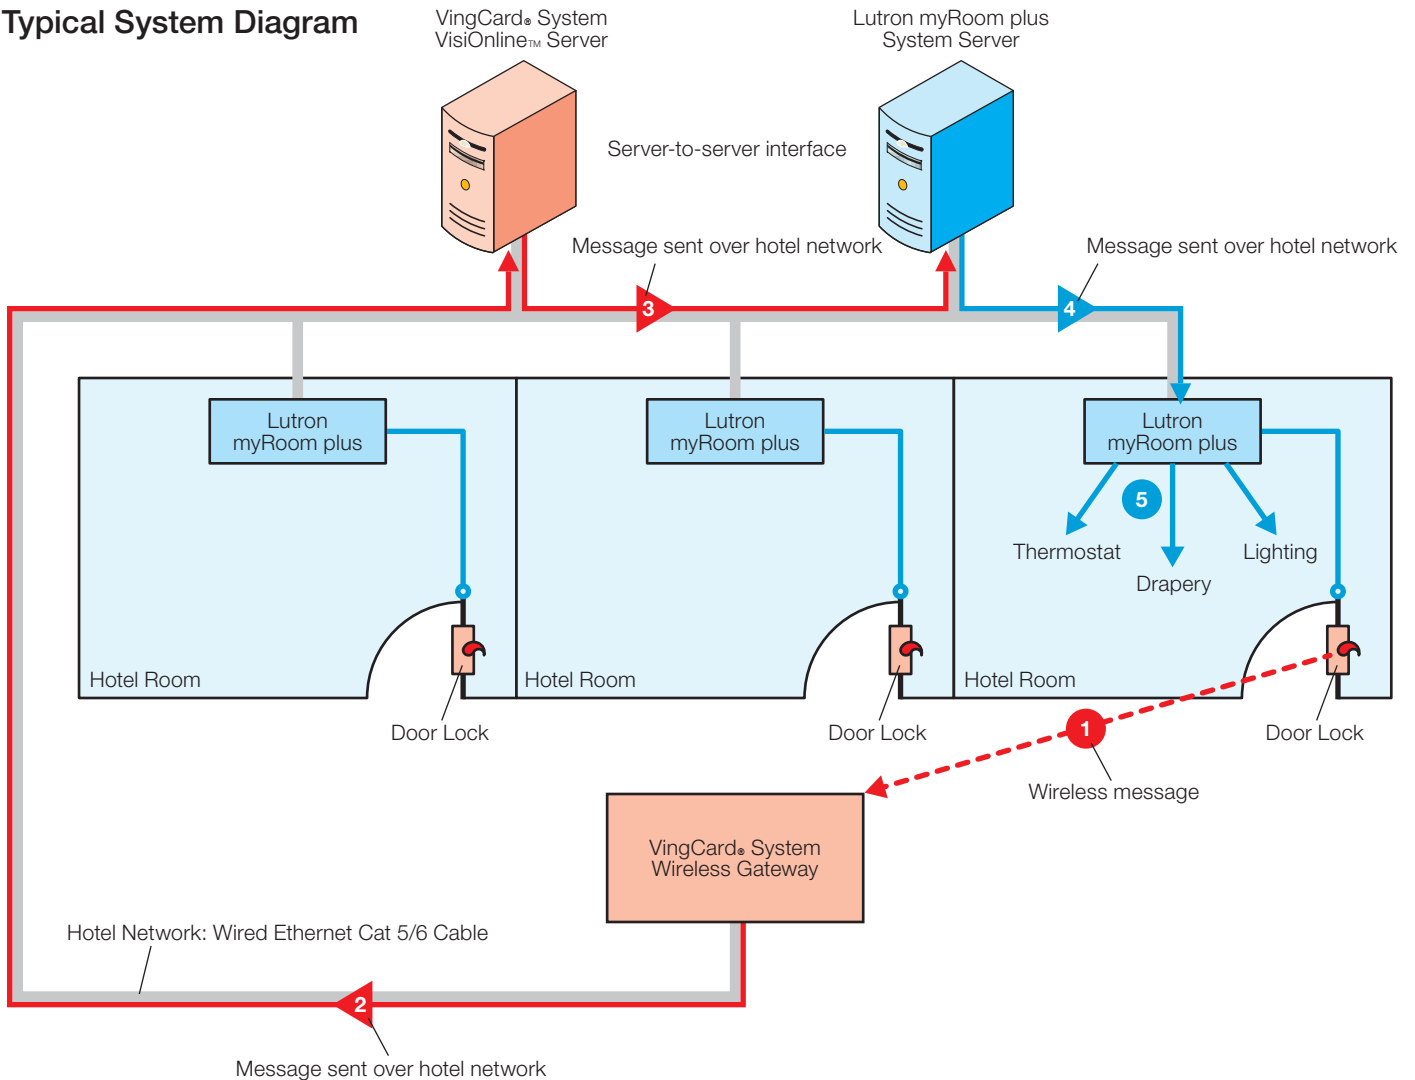 Typical System Diagram
VingCard® System
VisiOnline™ Server
Lutron myRoom plus
System Server
Server-to-server interface
Message sent over hotel network
Message sent over hotel network
3
4
Lutron
myRoom plus
Lutron
myRoom plus
Lutron
myRoom plus
5
Thermostat
Drapery
Lighting
Hotel Room
Hotel Room
Hotel Room
Door Lock
Door Lock
Door Lock
1
Wireless message
VingCard® System
Wireless Gateway
Hotel Network: Wired Ethernet Cat 5/6 Cable
2
Message sent over hotel network